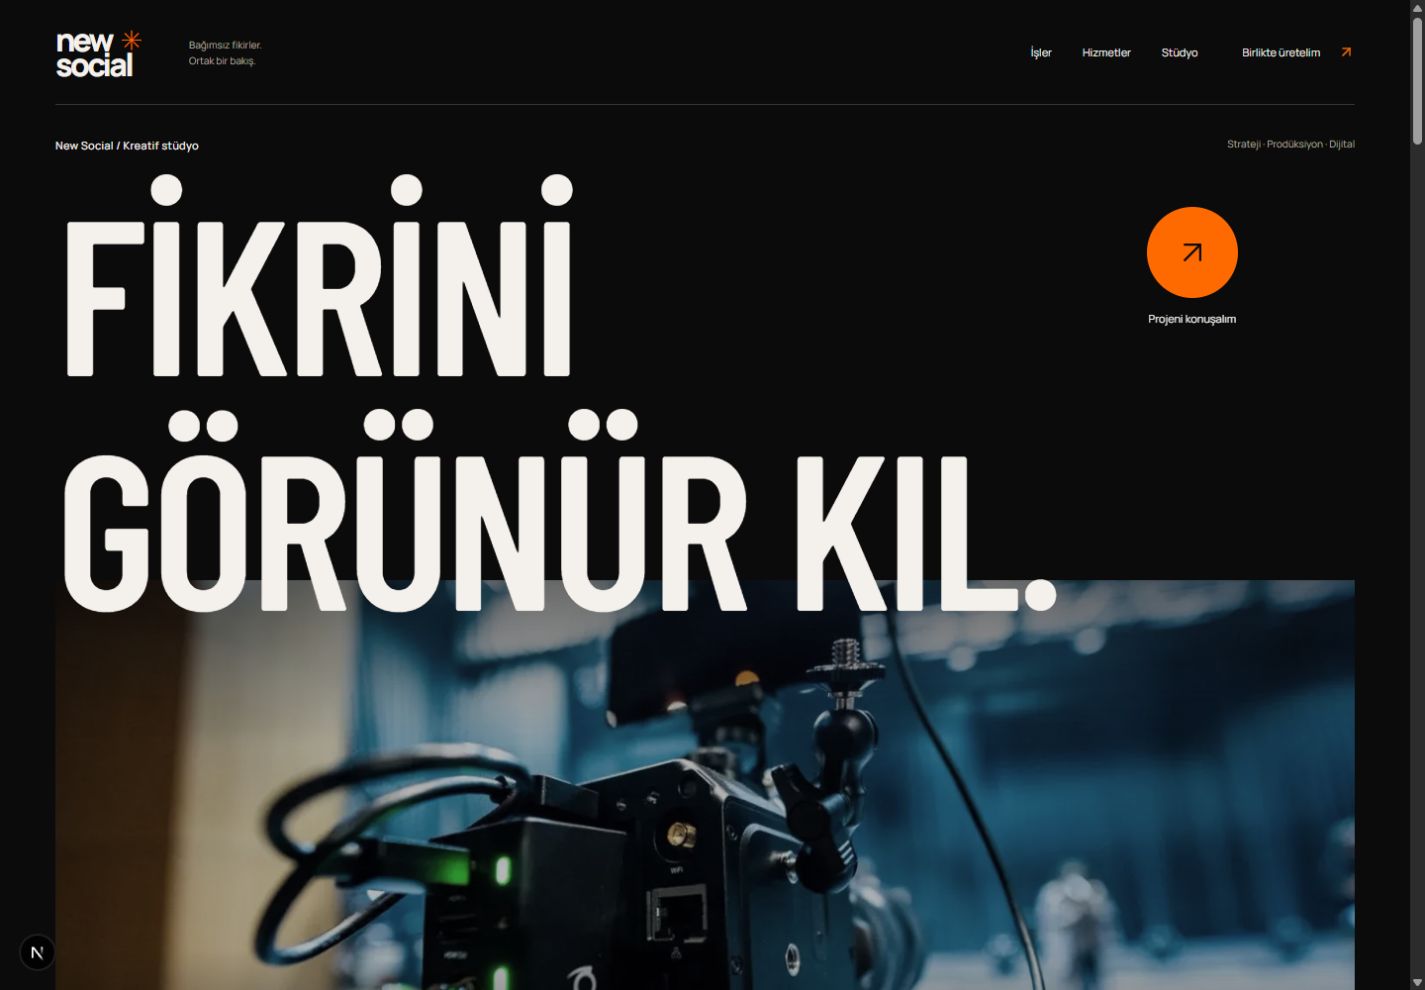 new
social
Bağımsız fikirler.
Ortak bir bakış.
İşler
Hizmetler
Stüdyo
Birlikte üretelim
New Social / Kreatif stüdyo
Strateji · Prodüksiyon · Dijital
FİKRİNİ
GÖRÜNÜR KIL.
Projeni konuşalım
WiFi
N